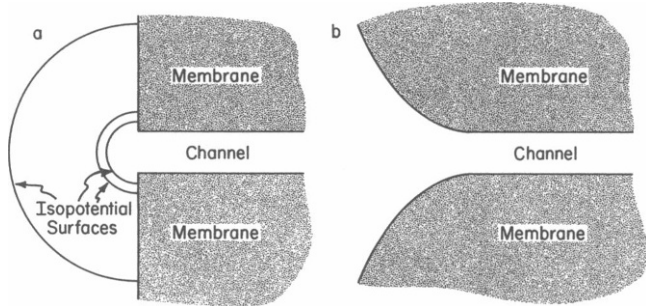 a
Membrane
Channel
Isopotential
Surfaces
Membrane
b
Membrane
Channel
Membrane